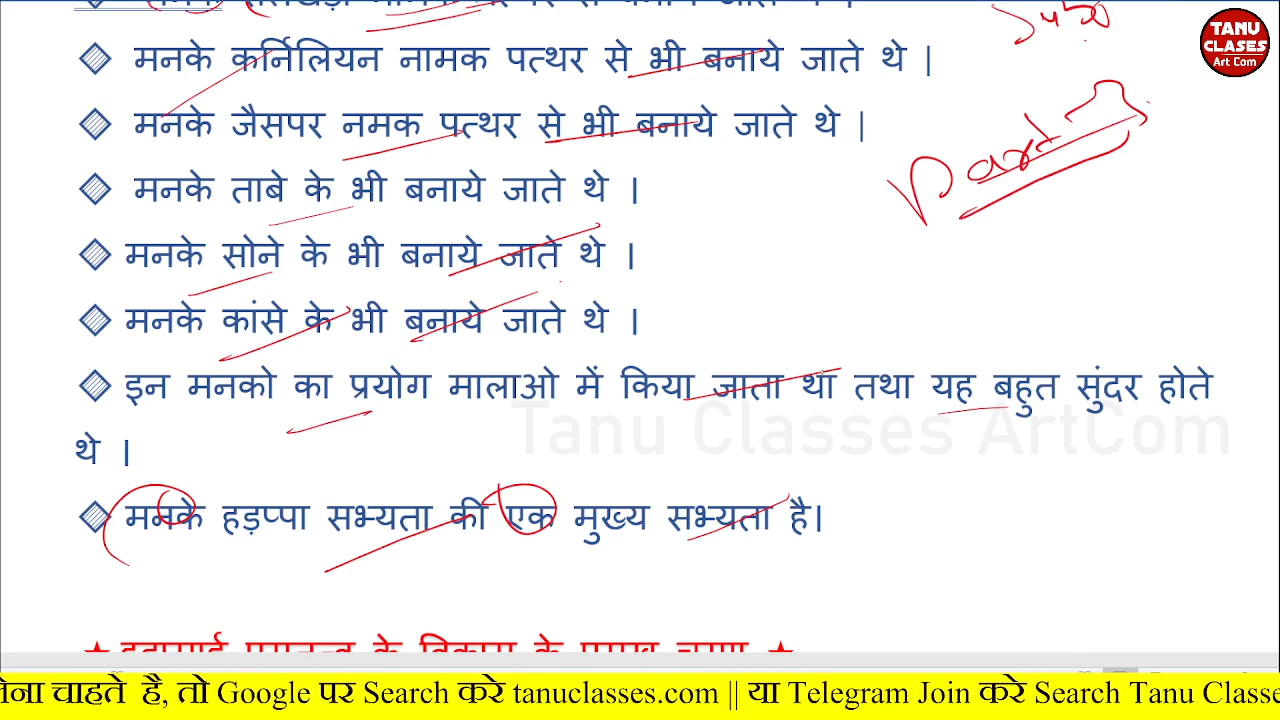 TANU
CLASES
Art Com
मनके कर्निलियन नामक पत्थर से भी बनाये जाते थे |
मनके जैसपर नमक पत्थर से भी बनाये जाते थे |
Part
मनके ताबे के भी बनाये जाते थे |
मनके सोने के भी बनाये जाते थे |
मनके कांसे के भी बनाये जाते थे |
इन मनको का प्रयोग मालाओ में किया जाता था तथा यह बहुत सुंदर होते
थे |
Tanu Classes ArtCom
मनके हड़प्पा सभ्यता की एक मुख्य सभ्यता है।
चाहते है, तो Google पर Search करे tanuclasses.com || या Telegram Join करे Search Tanu Classe